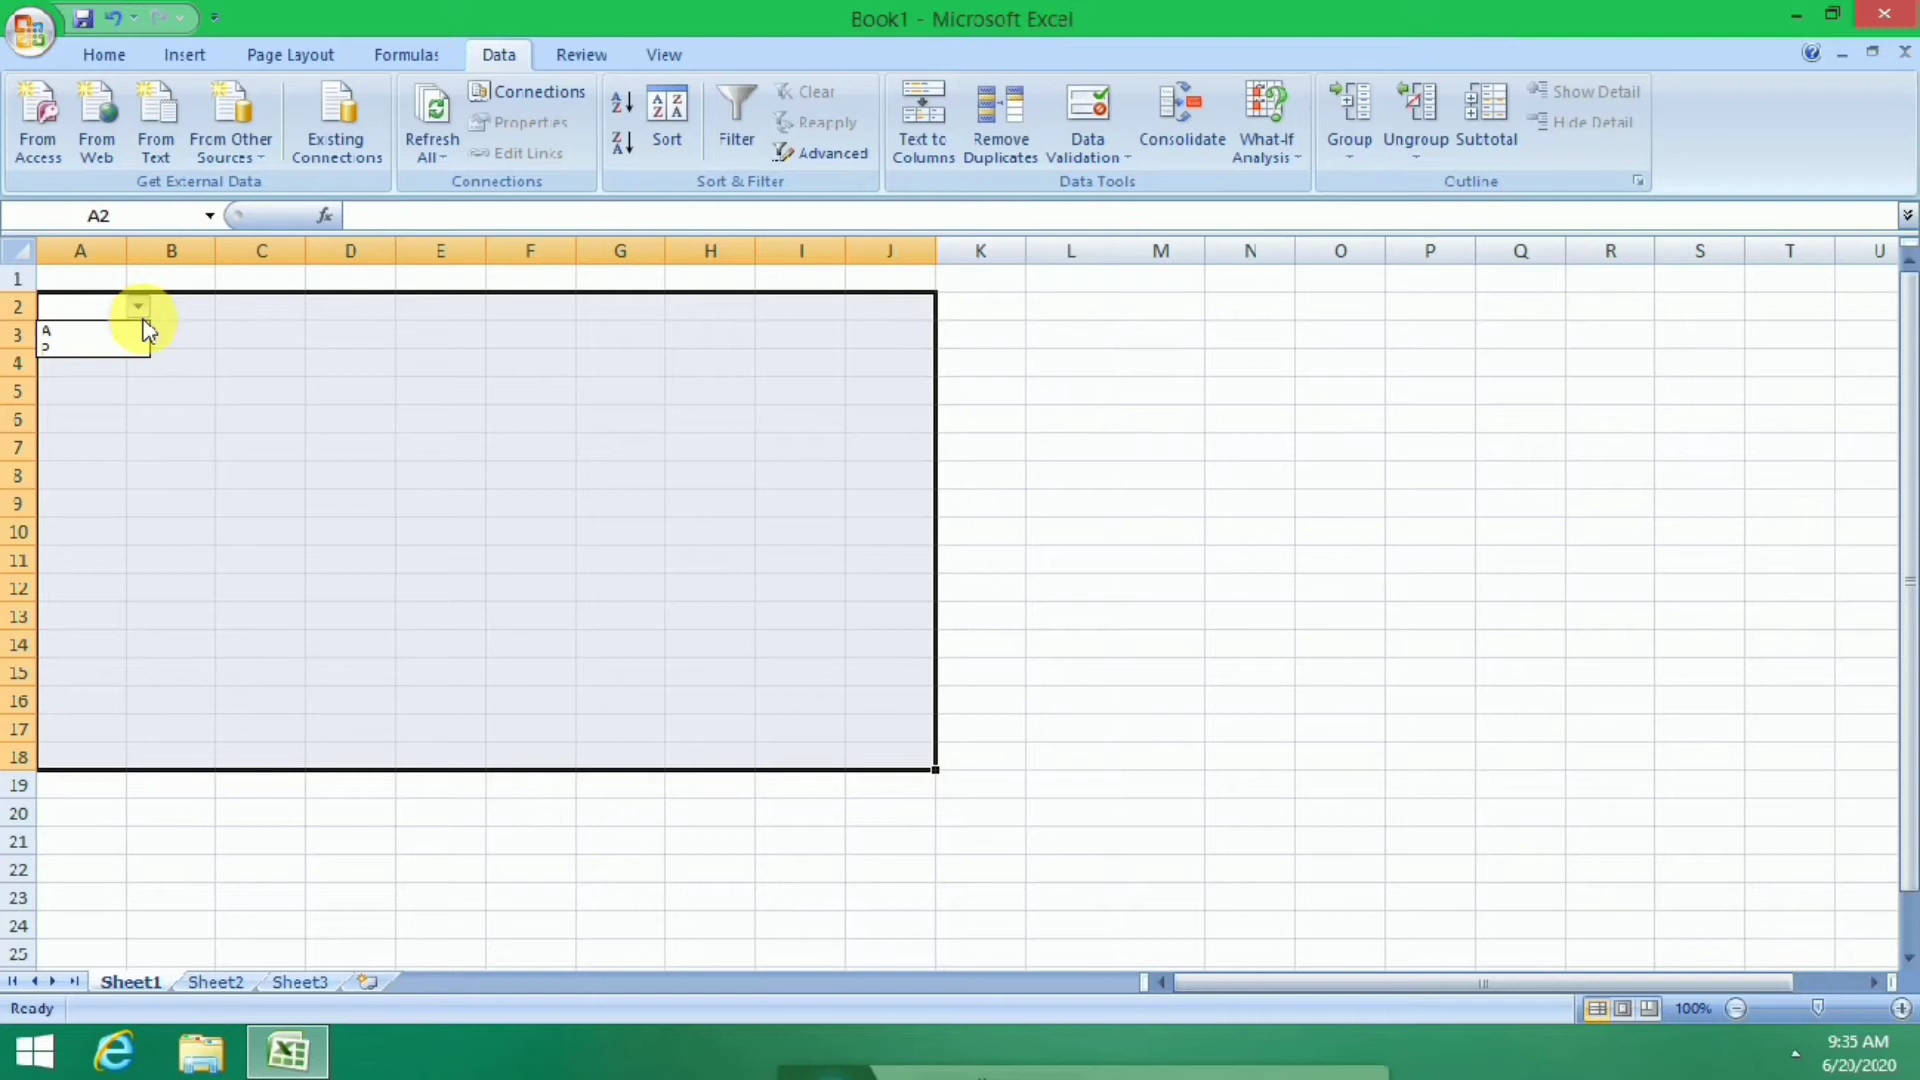 Book1 - Microsoft Excel
Home Insert Page Layout Formulas Data Review View
From Access
From Web
From Text
From Other Sources
Existing Connections
Get External Data
Refresh All
Connections
Properties
Edit Links
Connections
Sort
Filter
Clear
Reapply
Advanced
Sort & Filter
Text to Columns
Remove Duplicates
Data Validation
Consolidate
What-If Analysis
Data Tools
Group
Ungroup
Subtotal
Show Detail
Hide Detail
Outline
A2 fx
A B C D E F G H I J K L M N O P Q R S T U
1
2
3
A
P
4
5
6
7
8
9
10
11
12
13
14
15
16
17
18
19
20
21
22
23
24
25
Sheet1 Sheet2 Sheet3
Ready 100%
9:35 AM
6/20/2020